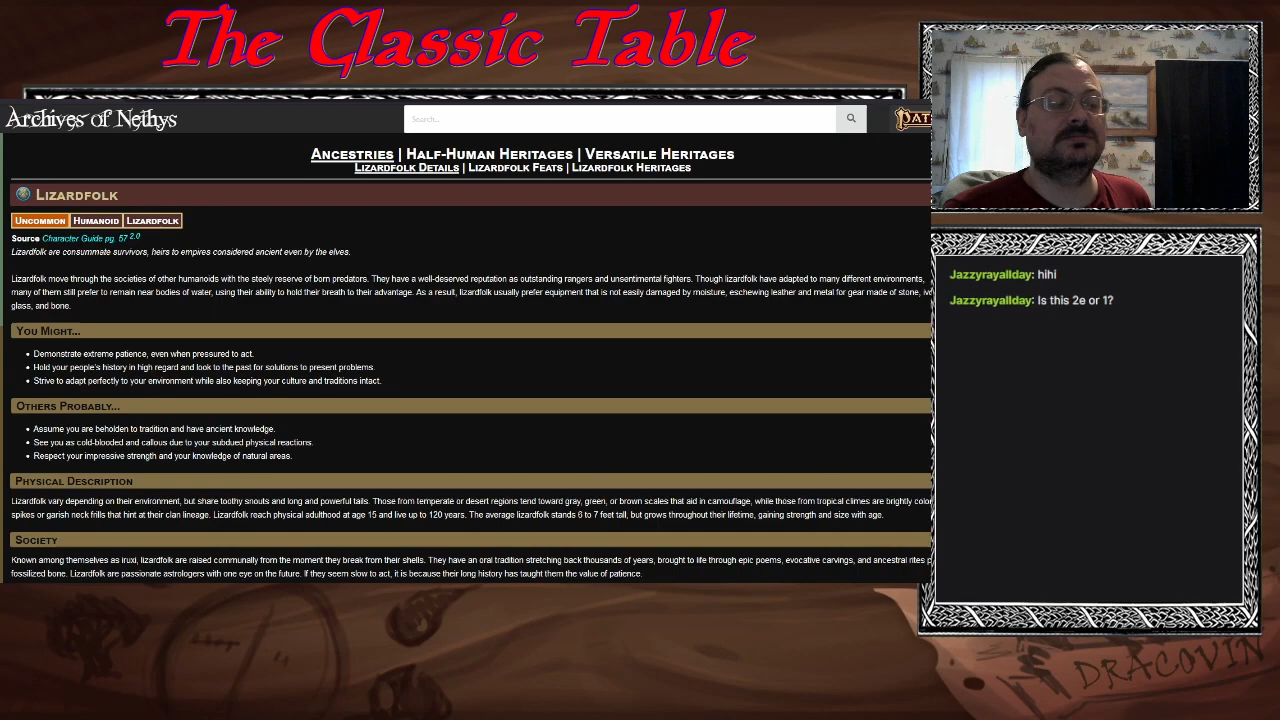 The Classic Table
Archives of Nethys
Search...
ANCESTRIES | HALF-HUMAN HERITAGES | VERSATILE HERITAGES
LIZARDFOLK DETAILS | LIZARDFOLK FEATS | LIZARDFOLK HERITAGES
LIZARDFOLK
UNCOMMON HUMANOID LIZARDFOLK
Source Character Guide pg. 57 2.0
Lizardfolk are consummate survivors, heirs to empires considered ancient even by the elves.
Lizardfolk move through the societies of other humanoids with the steely reserve of born predators. They have a well-deserved reputation as outstanding rangers and unsentimental fighters. Though lizardfolk have adapted to many different environments,
many of them still prefer to remain near bodies of water, using their ability to hold their breath to their advantage. As a result, lizardfolk usually prefer equipment that is not easily damaged by moisture, eschewing leather and metal for gear made of stone,
glass, and bone.
YOU MIGHT...
• Demonstrate extreme patience, even when pressured to act.
• Hold your people's history in high regard and look to the past for solutions to present problems.
• Strive to adapt perfectly to your environment while also keeping your culture and traditions intact.
OTHERS PROBABLY...
• Assume you are beholden to tradition and have ancient knowledge.
• See you as cold-blooded and callous due to your subdued physical reactions.
• Respect your impressive strength and your knowledge of natural areas.
PHYSICAL DESCRIPTION
Lizardfolk vary depending on their environment, but share toothy snouts and long and powerful tails. Those from temperate or desert regions tend toward gray, green, or brown scales that aid in camouflage, while those from tropical climes are brightly
spikes or garish neck frills that hint at their clan lineage. Lizardfolk reach physical adulthood at age 15 and live up to 120 years. The average lizardfolk stands 6 to 7 feet tall, but grows throughout their lifetime, gaining strength and size with age.
SOCIETY
Known among themselves as iruxi, lizardfolk are raised communally from the moment they break from their shells. They have an oral tradition stretching back thousands of years, brought to life through epic poems, evocative carvings, and ancestral rites
fossilized bone. Lizardfolk are passionate astrologers with one eye on the future. If they seem slow to act, it is because their long history has taught them the value of patience.
Jazzyrayallday: hihi
Jazzyrayallday: Is this 2e or 1?
DRACOVIN